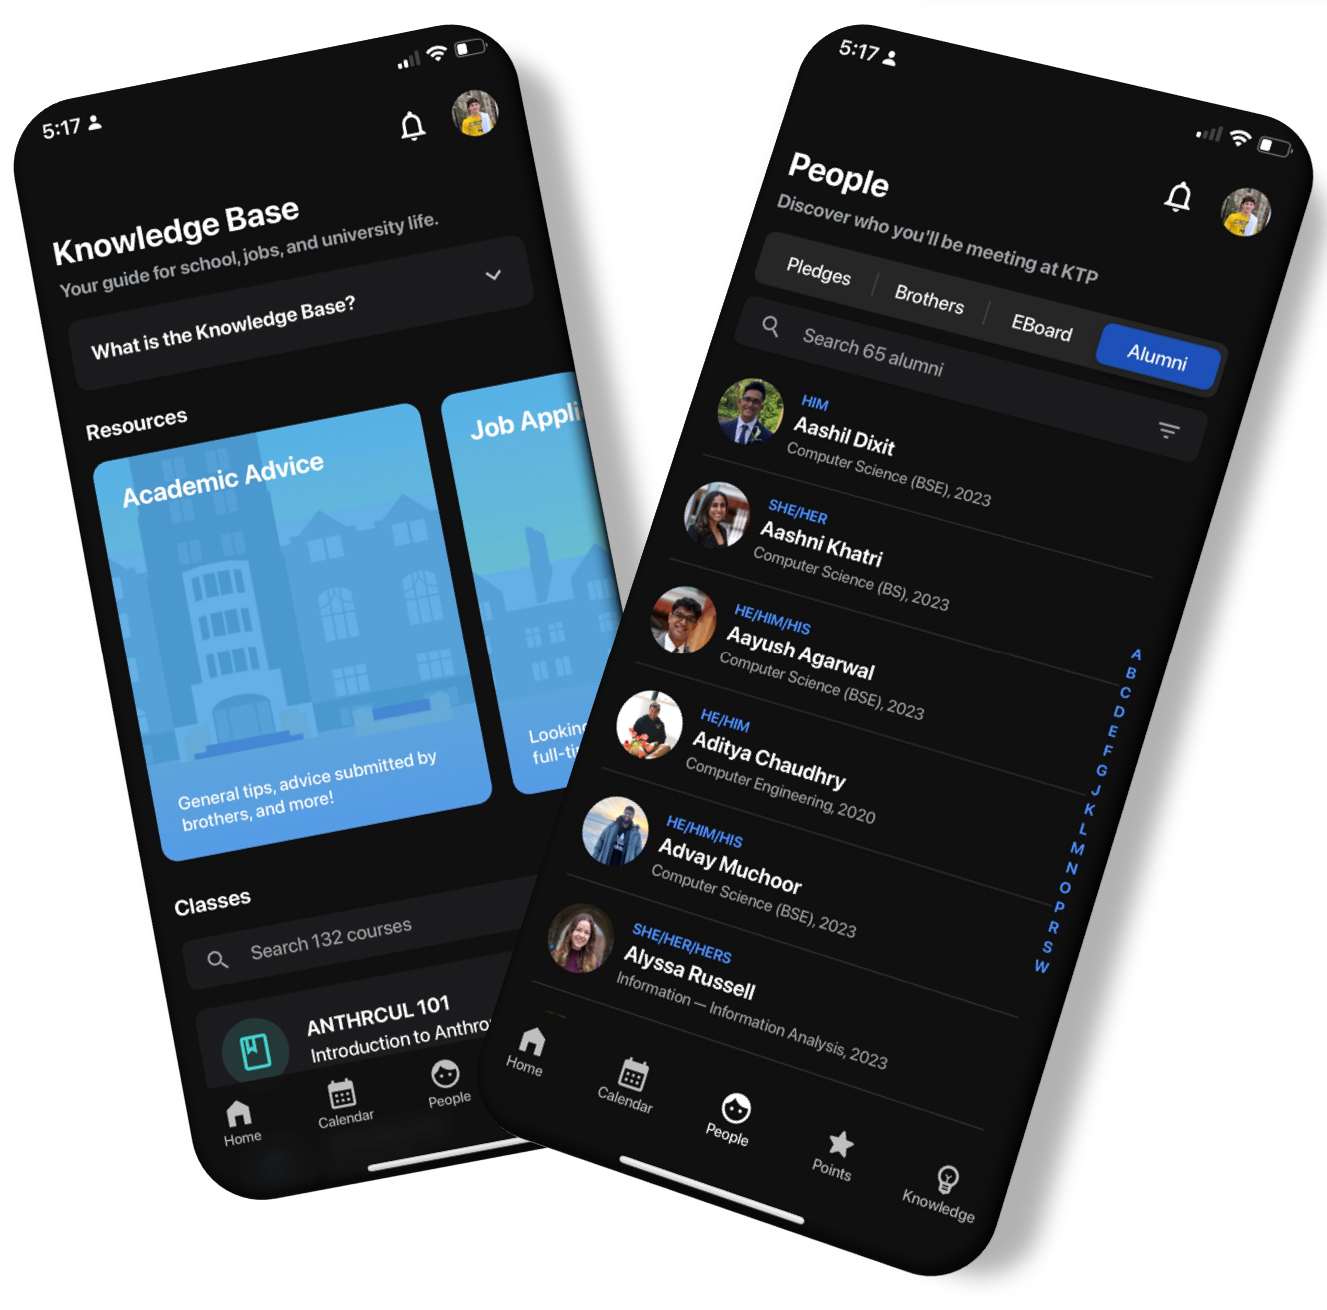 5:17
Knowledge Base
Your guide for school, jobs, and university life.
What is the Knowledge Base?
Resources
Academic Advice
General tips, advice submitted by
brothers, and more!
Job Appli
Looking
full-ti
Classes
Search 132 courses
ANTHRCUL 101
Introduction to Anthro
Home
Calendar
People
5:17
People
Discover who you'll be meeting at KTP
Pledges
Brothers
EBoard
Alumni
Search 65 alumni
HIM
Aashil Dixit
Computer Science (BSE), 2023
SHE/HER
Aashni Khatri
Computer Science (BS), 2023
HE/HIM/HIS
Aayush Agarwal
Computer Science (BSE), 2023
HE/HIM
Aditya Chaudhry
Computer Engineering, 2020
HE/HIM/HIS
Advay Muchoor
Computer Science (BSE), 2023
SHE/HER/HERS
Alyssa Russell
Information — Information Analysis, 2023
A
B
C
D
E
F
G
J
K
L
M
N
O
P
R
S
W
Home
Calendar
People
Points
Knowledge